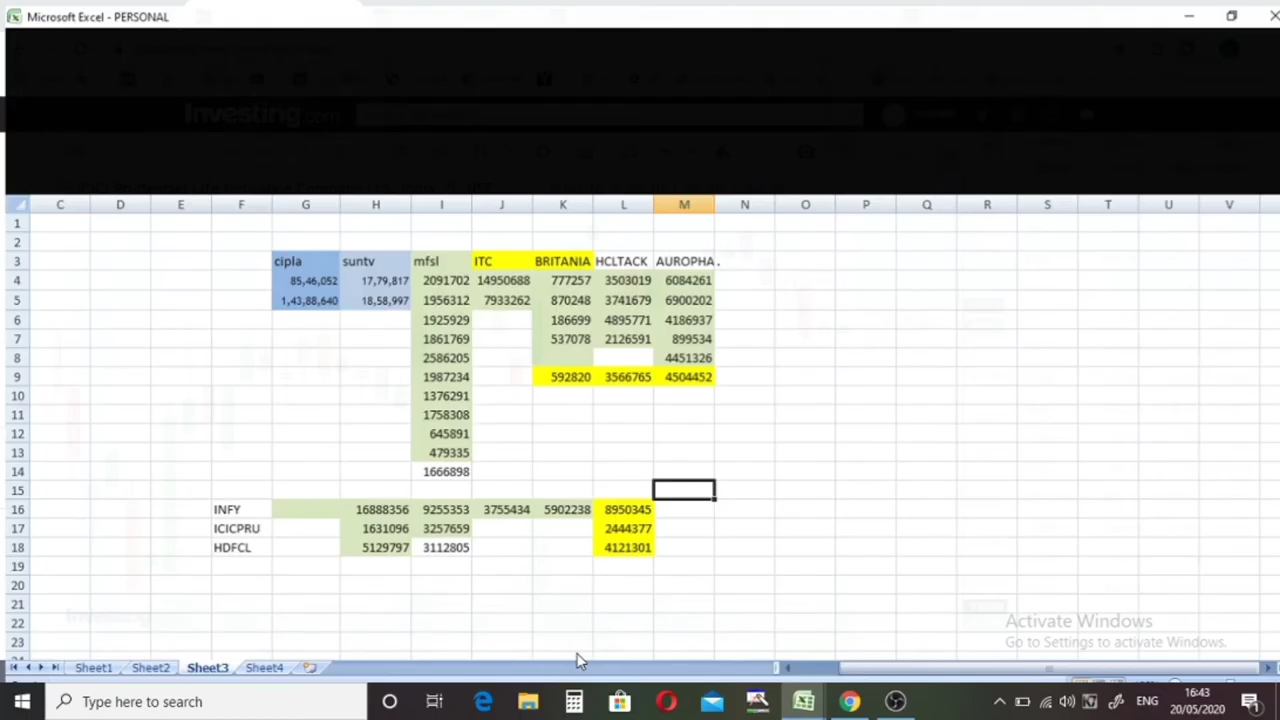 Microsoft Excel - PERSONAL
Investing.com
C D E F G H I J K L M N O P Q R S T U V
1
2
3 cipla suntv mfsl ITC BRITANIA HCLTACK AUROPHA .
4 85,46,052 17,79,817 2091702 14950688 777257 3503019 6084261
5 1,43,88,640 18,58,997 1956312 7933262 870248 3741679 6900202
6 1925929 186699 4895771 4186937
7 1861769 537078 2126591 899534
8 2586205 4451326
9 1987234 592820 3566765 4504452
10 1376291
11 1758308
12 645891
13 479335
14 1666898
15
16 INFY 16888356 9255353 3755434 5902238 8950345
17 ICICPRU 1631096 3257659 2444377
18 HDFCL 5129797 3112805 4121301
19
20
21
22
23
Investing
Activate Windows
Go to Settings to activate Windows.
Sheet1 Sheet2 Sheet3 Sheet4
Type here to search
ENG
16:43
20/05/2020
1